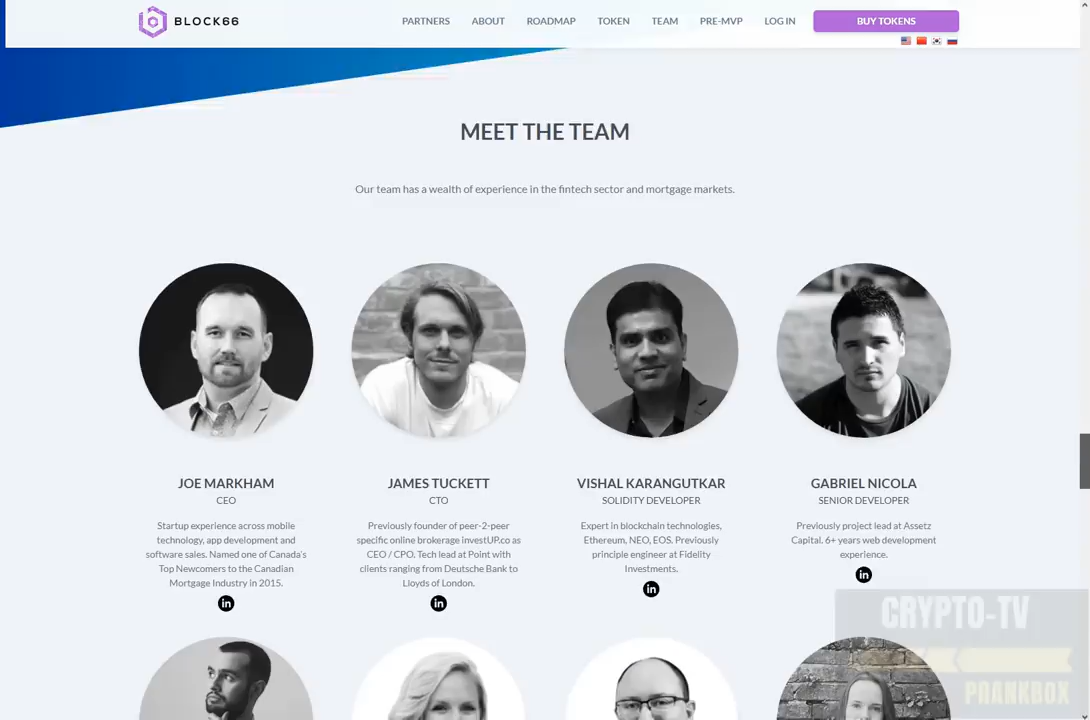 BLOCK66
PARTNERS ABOUT ROADMAP TOKEN TEAM PRE-MVP LOG IN BUY TOKENS
MEET THE TEAM
Our team has a wealth of experience in the fintech sector and mortgage markets.
JOE MARKHAM
CEO
Startup experience across mobile
technology, app development and
software sales. Named one of Canada's
Top Newcomers to the Canadian
Mortgage Industry in 2015.
in
JAMES TUCKETT
CTO
Previously founder of peer-2-peer
specific online brokerage investUP.co as
CEO / CPO. Tech lead at Point with
clients ranging from Deutsche Bank to
Lloyds of London.
in
VISHAL KARANGUTKAR
SOLIDITY DEVELOPER
Expert in blockchain technologies,
Ethereum, NEO, EOS. Previously
principle engineer at Fidelity
Investments.
in
GABRIEL NICOLA
SENIOR DEVELOPER
Previously project lead at Assetz
Capital. 6+ years web development
experience.
in
CRYPTO-TV
PRANKBOX